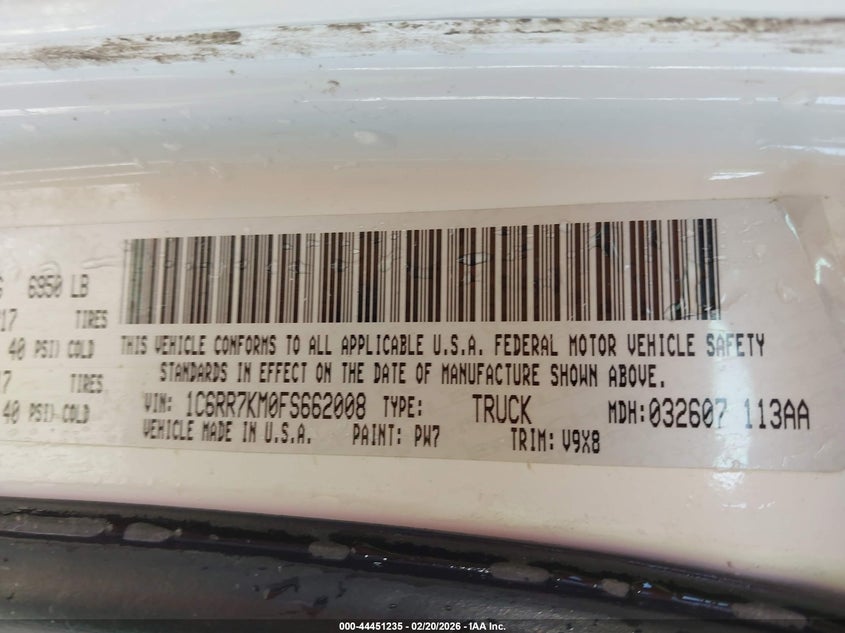 6950 LB
17 TIRES
40 PSI) COLD
THIS VEHICLE CONFORMS TO ALL APPLICABLE U.S.A. FEDERAL MOTOR VEHICLE SAFETY
17 TIRES
STANDARDS IN EFFECT ON THE DATE OF MANUFACTURE SHOWN ABOVE.
40 PSI) COLD
VIN: 1C6RR7KM0FS662008 TYPE: TRUCK MDH: 032607 113AA
VEHICLE MADE IN U.S.A. PAINT: PW7 TRIM: V9X8
000-44451235 - 02/20/2026 - IAA Inc.